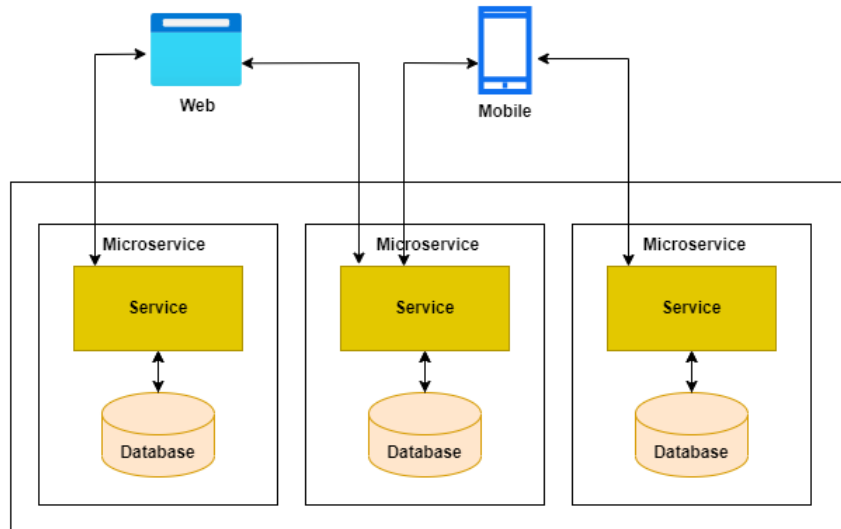 Web
Mobile
Microservice
Microservice
Microservice
Service
Service
Service
Database
Database
Database